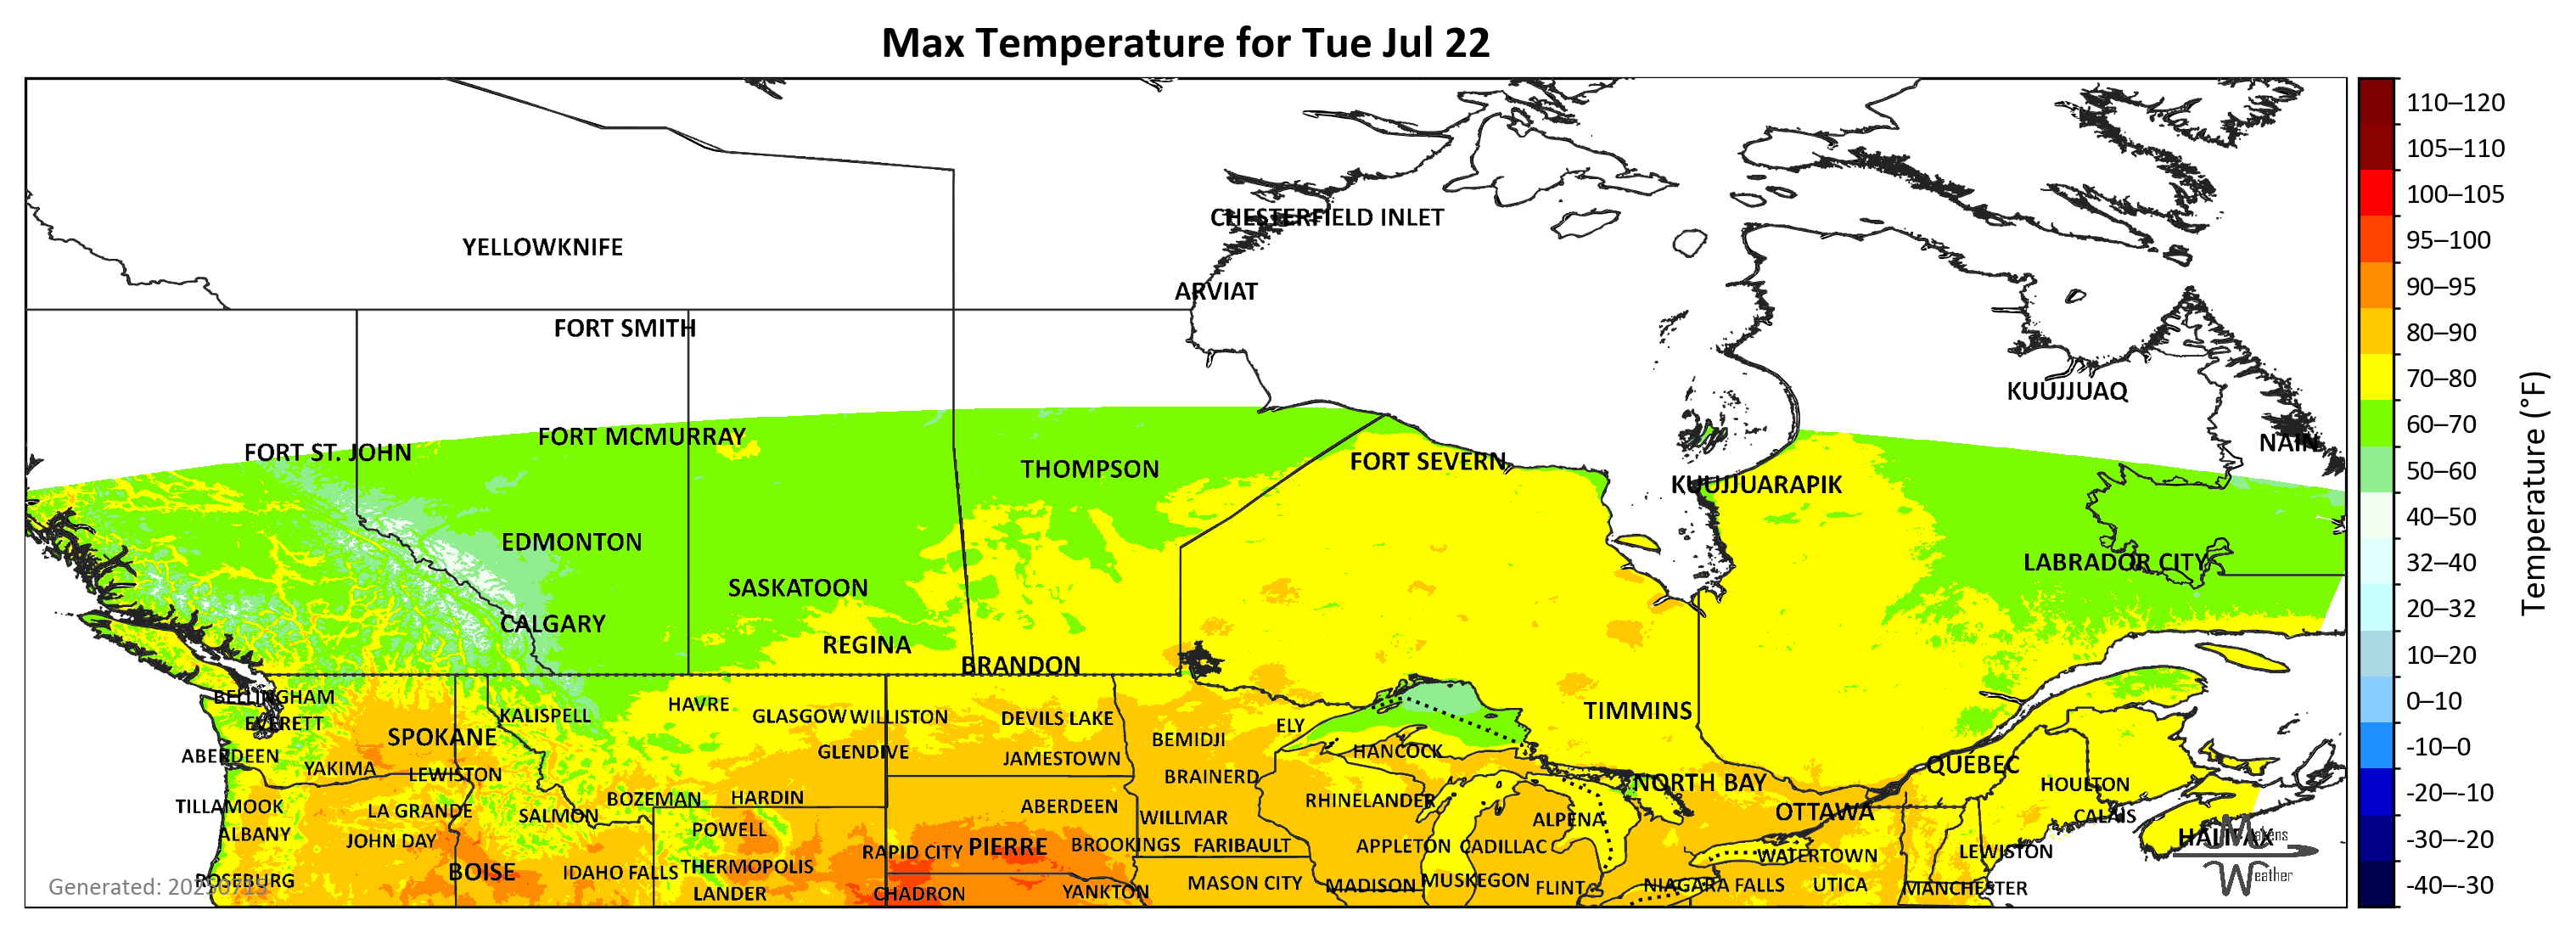 Max Temperature for Tue Jul 22
110–120
105–110
100–105
95–100
90–95
80–90
70–80
60–70
50–60
40–50
32–40
20–32
10–20
0–10
-10–0
-20–-10
-30–-20
-40–-30
Temperature (°F)
CHESTERFIELD INLET
YELLOWKNIFE
ARVIAT
FORT SMITH
KUUJJUAQ
FORT MCMURRAY
NAIN
FORT ST. JOHN
FORT SEVERN
THOMPSON
KUUJJUARAPIK
EDMONTON
LABRADOR CITY
SASKATOON
CALGARY
REGINA
BRANDON
BELLINGHAM
HAVRE
TIMMINS
KALISPELL
GLASGOW
WILLISTON
DEVILS LAKE
EVERETT
ELY
SPOKANE
BEMIDJI
HANCOCK
GLENDIVE
ABERDEEN
JAMESTOWN
QUÉBEC
YAKIMA
LEWISTON
BRAINERD
NORTH BAY
HOULTON
BOZEMAN
HARDIN
RHINELANDER
TILLAMOOK
ABERDEEN
LA GRANDE
OTTAWA
SALMON
WILLMAR
CALAIS
ALPENA
POWELL
ALBANY
HALIFAX
JOHN DAY
BROOKINGS
FARIBAULT
APPLETON
CADILLAC
PIERRE
RAPID CITY
LEWISTON
WATERTOWN
THERMOPOLIS
BOISE
IDAHO FALLS
ROSEBURG
MUSKEGON
MASON CITY
MADISON
NIAGARA FALLS
UTICA
FLINT
MANCHESTER
YANKTON
LANDER
CHADRON
Generated: 20250715
Matens
Weather